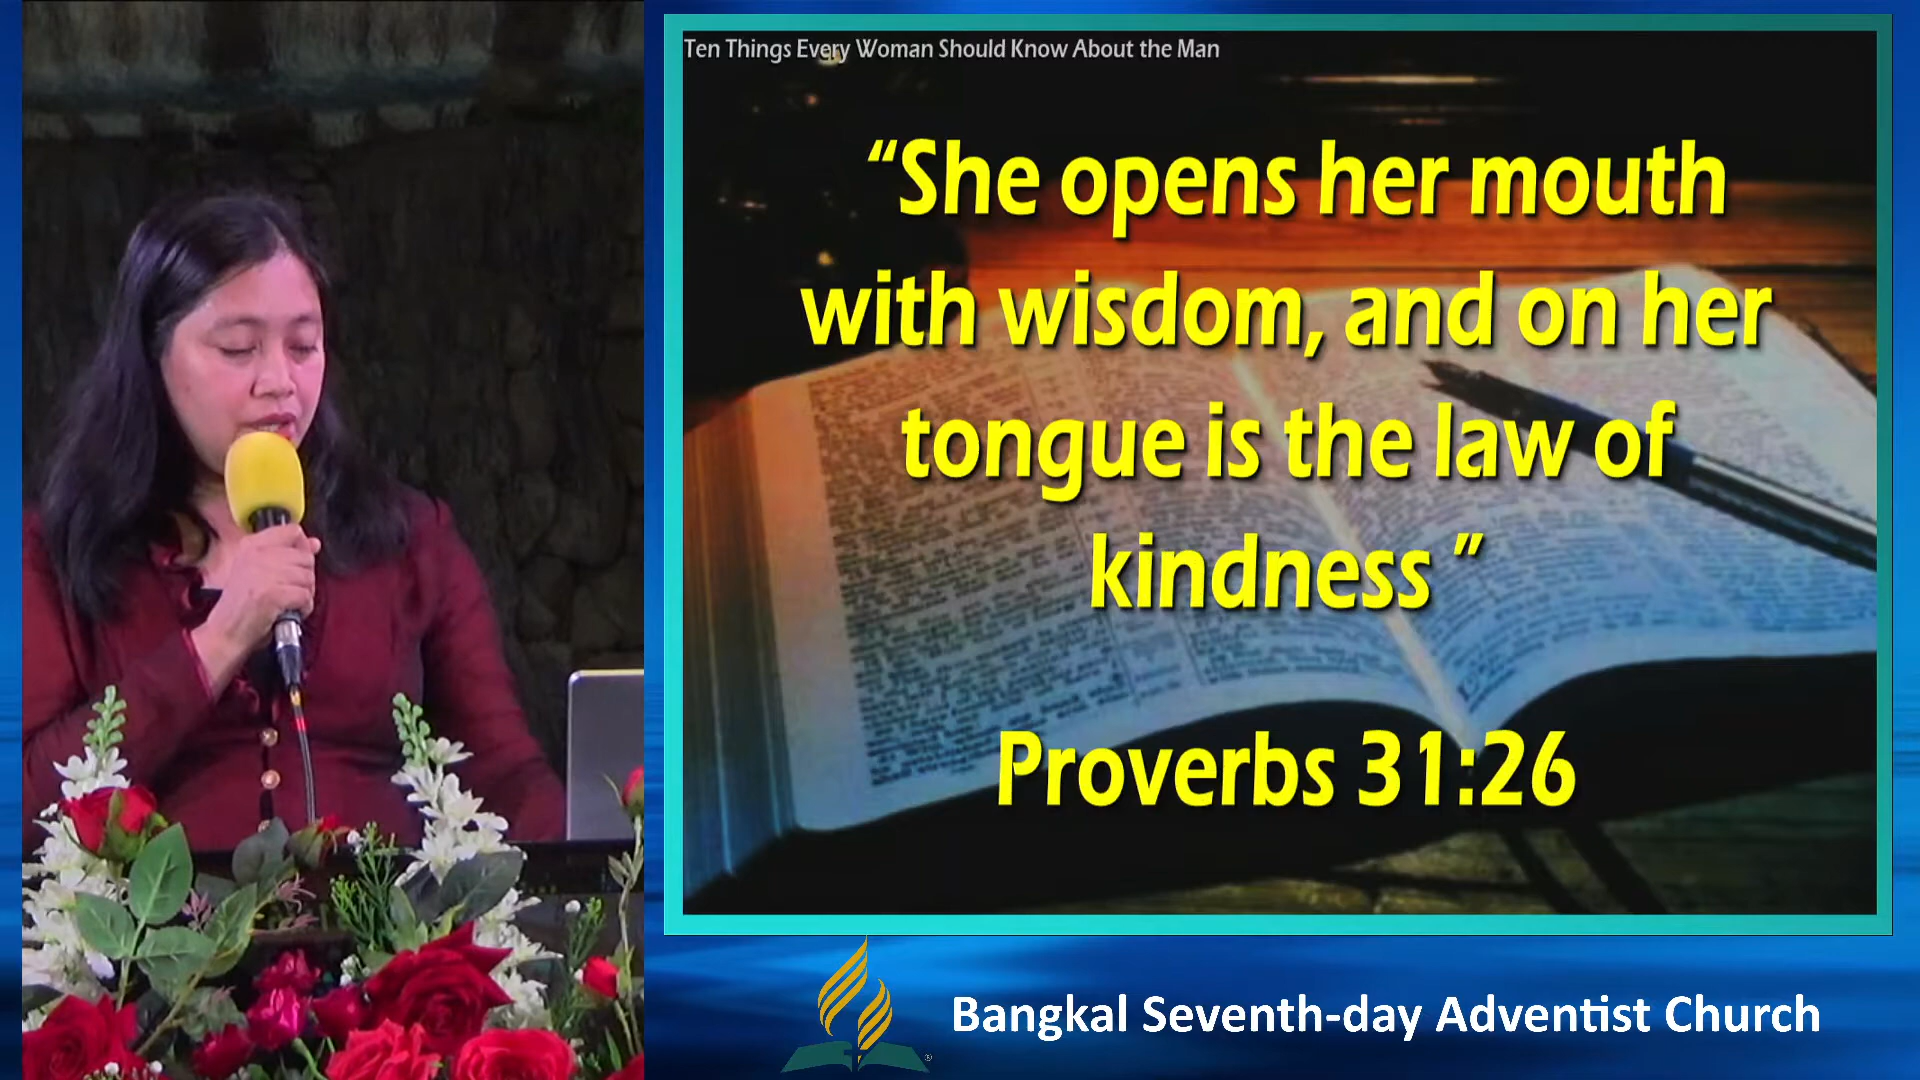 Ten Things Every Woman Should Know About the Man
“She opens her mouth
with wisdom, and on her
tongue is the law of
kindness ”
Proverbs 31:26
Bangkal Seventh-day Adventist Church
®